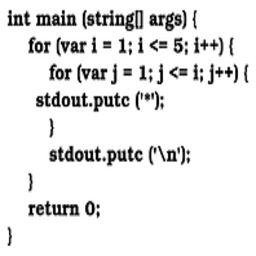 int main (string[] args) {
for (var i = 1; i <= 5; i++) {
for (var j = 1; j <= i; j++) {
stdout.putc ('*');
}
stdout.putc ('\n');
}
return 0;
}